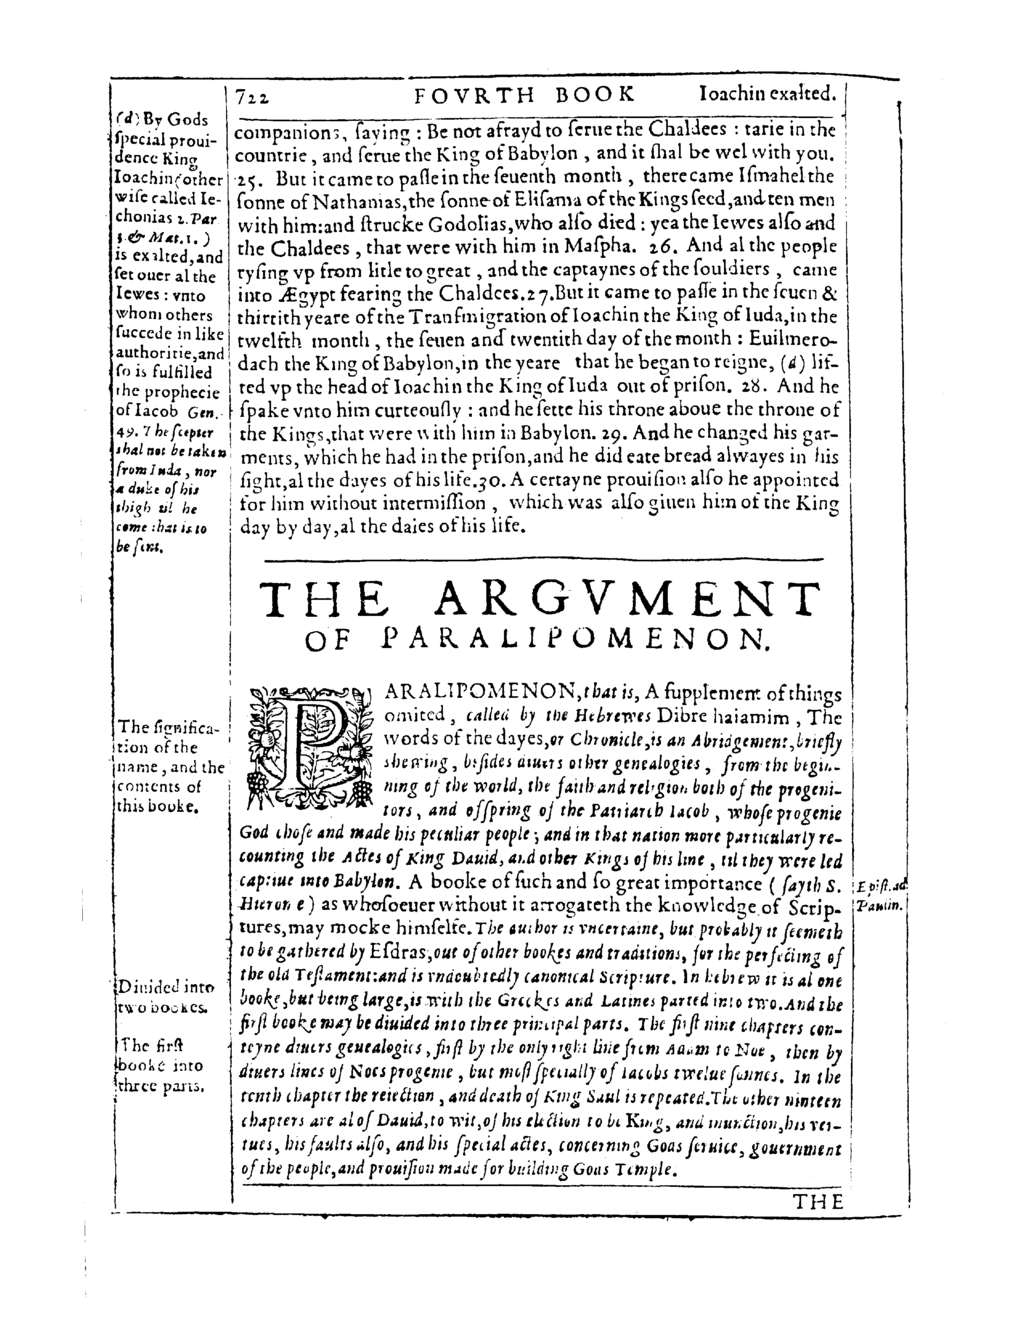 722 FOVRTH BOOK Ioachin exalted.
(d) By Gods
ſpecial proui-
dence King
Ioachin (other
wiſe called Ie-
chonias 2. Par
3. & Mat. 1. )
is exalted, and
ſet ouer al the
Iewes : vnto
whom others
ſuccede in like
authoritie, and
ſo is fulfilled
the prophecie
of Iacob Gen.
49. The ſcepter
shal not be taken
from Iuda, nor
a duke of his
thigh til he
come that is to
be ſent.
companions, ſaying : Be not afrayd to ſerue the Chaldees : tarie in the
countrie, and ſerue the King of Babylon, and it ſhal be wel with you.
25. But it came to paſſe in the ſeuenth month, there came Iſmahel the
ſonne of Nathanias, the ſonne of Eliſama of the Kings ſeed, and ten men
with him: and ſtrucke Godolias, who alſo died : yea the Iewes alſo and
the Chaldees, that were with him in Maſpha. 26. And al the people
ryſing vp from litle to great, and the captaynes of the ſouldiers, came
into Ægypt fearing the Chaldees. 27. But it came to paſſe in the ſeuen &
thirtith yeare of the Tranſmigration of Ioachin the King of Iuda, in the
twelfth month, the ſeuen and twentith day of the month : Euilmero-
dach the King of Babylon, in the yeare that he began to reigne, (d) lif-
ted vp the head of Ioachin the King of Iuda out of priſon. 28. And he
ſpake vnto him curteouſly : and he ſette his throne aboue the throne of
the Kings, that were with him in Babylon. 29. And he changed his gar-
ments, which he had in the priſon, and he did eate bread alwayes in his
ſight, al the dayes of his life. 30. A certayne prouiſion alſo he appointed
for him without intermiſſion, which was alſo giuen him of the King
day by day, al the daies of his life.
THE ARGVMENT
OF PARALIPOMENON.
The ſignifica-
tion of the
name, and the
contents of
this booke.
PARALIPOMENON, that is, A ſupplement of things
omitted, called by the Hebrewes Dibre haiamim, The
words of the dayes, or Chronicle, is an Abridgement, briefly
shewing, beſides diuers other genealogies, from the begin-
ning of the world, the faith and religion both of the progeni-
tors, and ofſpring of the Patriarch Iacob, whoſe progenie
God choſe and made his peculiar people ; and in that nation more particularly re-
counting the Actes of King Dauid, and other Kings of his line, til they were led
captiue into Babylon. A booke of ſuch and ſo great importance ( ſayth S.
Hierome ) as whoſoeuer without it arrogateth the knowledge of Scrip-
tures, may mocke himſelfe. The author is vncertaine, but probably it ſeemeth
to be gathered by Eſdras, out of other bookes and traditions, for the perfecting of
the old Teſtament: and is vndoubtedly canonical Scripture. In hebrew it is al one
booke, but being large, is with the Greekes and Latines parted into two. And the
firſt booke may be diuided into three principal parts. The firſt nine chapters con-
teyne diuers genealogies, firſt by the only right line from Adam to Noe, then by
diuers lines of Noes progenie, but moſt ſpecially of Iacobs twelue ſonnes. In the
tenth chapter the reiection, and death of King Saul is repeated. The other ninteen
chapters are al of Dauid, to wit, of his election to be King, and inunction, his ver-
tues, his faults alſo, and his ſpecial actes, concerning Gods ſeruice, gouernment
of the people, and prouiſion made for building Gods Temple.
Epiſt. ad
Paulin.
Diuided into
two bookes.
The firſt
booke into
three parts.
THE